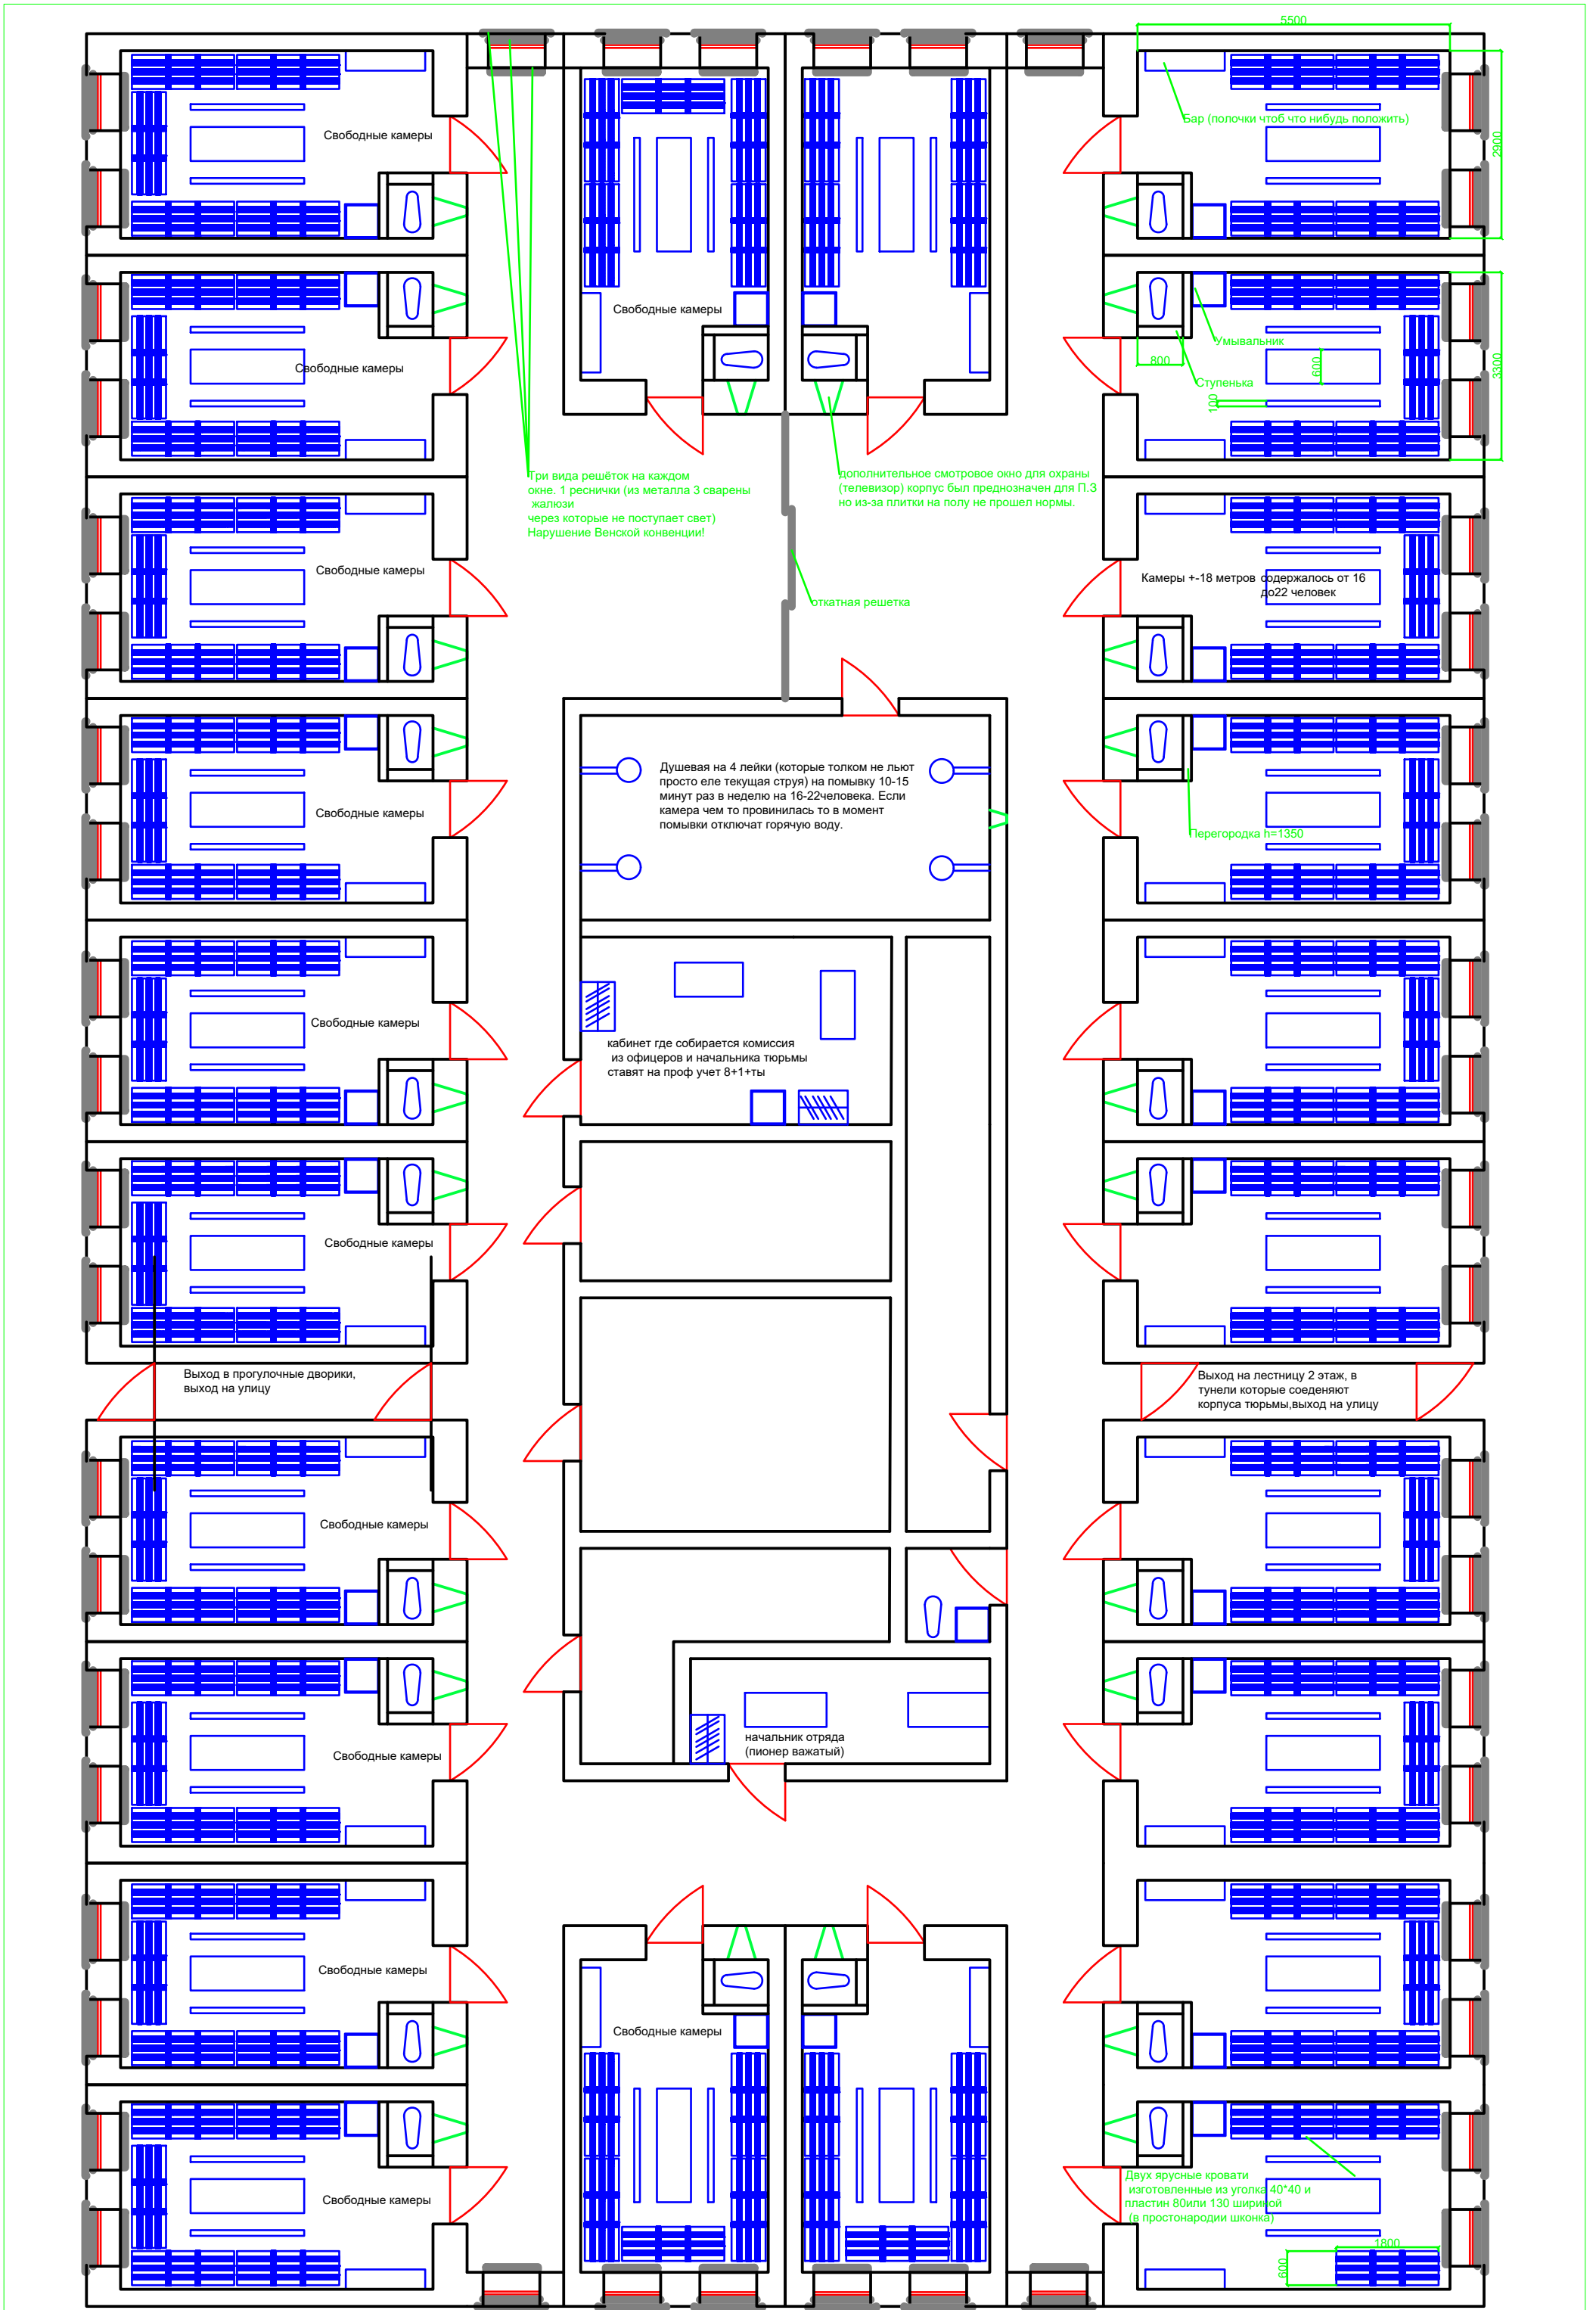 5500
Свободные камеры
Бар (полочки чтоб что нибудь положить)
2900
Свободные камеры
Свободные камеры
Умывальник
800
Ступенька
600
100
3300
Три вида решёток на каждом
окне. 1 реснички (из металла 3 сварены
жалюзи
через которые не поступает свет)
Нарушение Венской конвенции!
дополнительное смотровое окно для охраны
(телевизор) корпус был предназначен для П.З
но из-за плитки на полу не прошел нормы.
Свободные камеры
откатная решетка
Камеры +-18 метров содержалось от 16
до22 человек
Свободные камеры
Душевая на 4 лейки (которые толком не льют
просто еле текущая струя) на помывку 10-15
минут раз в неделю на 16-22человека. Если
камера чем то провинилась то в момент
помывки отключат горячую воду.
Перегородка h=1350
Свободные камеры
кабинет где собирается комиссия
из офицеров и начальника тюрьмы
ставят на проф учет 8+1+ты
Свободные камеры
Выход в прогулочные дворики,
выход на улицу
Выход на лестницу 2 этаж, в
тунели которые соеденяют
корпуса тюрьмы,выход на улицу
Свободные камеры
Свободные камеры
начальник отряда
(пионер важатый)
Свободные камеры
Свободные камеры
Свободные камеры
Двух ярусные кровати
изготовленные из уголка 40*40 и
пластин 80или 130 шириной
(в простонародии шконка)
1800
600